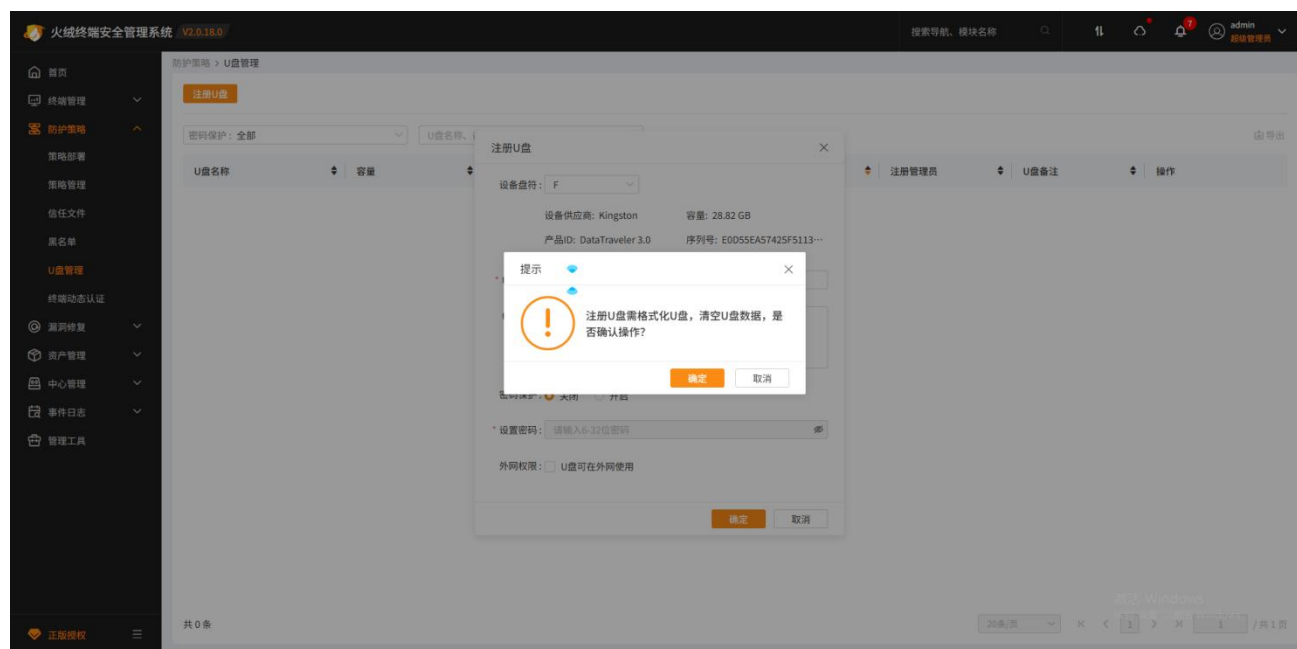 火绒终端安全管理系统 V2.0.18.0
搜索导航、模块名称
7
admin
超级管理员
首页
终端管理
防护策略
策略部署
策略管理
信任文件
黑名单
U盘管理
终端动态认证
漏洞修复
资产管理
中心管理
事件日志
管理工具
正版授权
防护策略 > U盘管理
注册U盘
密码保护: 全部
U盘名称、
导出
U盘名称 容量 注册管理员 U盘备注 操作
注册U盘
设备盘符: F
设备供应商: Kingston 容量: 28.82 GB
产品ID: DataTraveler 3.0 序列号: E0D55EA57425F5113···
提示
注册U盘需格式化U盘，清空U盘数据，是
否确认操作?
确定 取消
密码保护: 关闭 开启
* 设置密码: 请输入6-32位密码
外网权限: U盘可在外网使用
确定 取消
共 0 条
20条/页 1 1 / 共 1 页